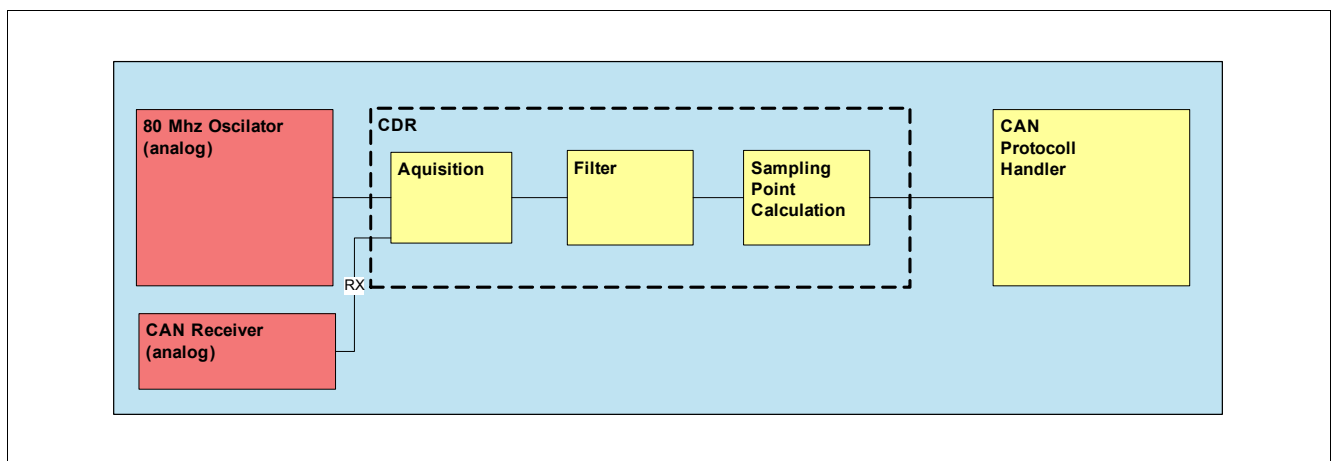 80 Mhz Oscilator
(analog)
CDR
Aquisition
Filter
Sampling
Point
Calculation
CAN
Protocoll
Handler
RX
CAN Receiver
(analog)